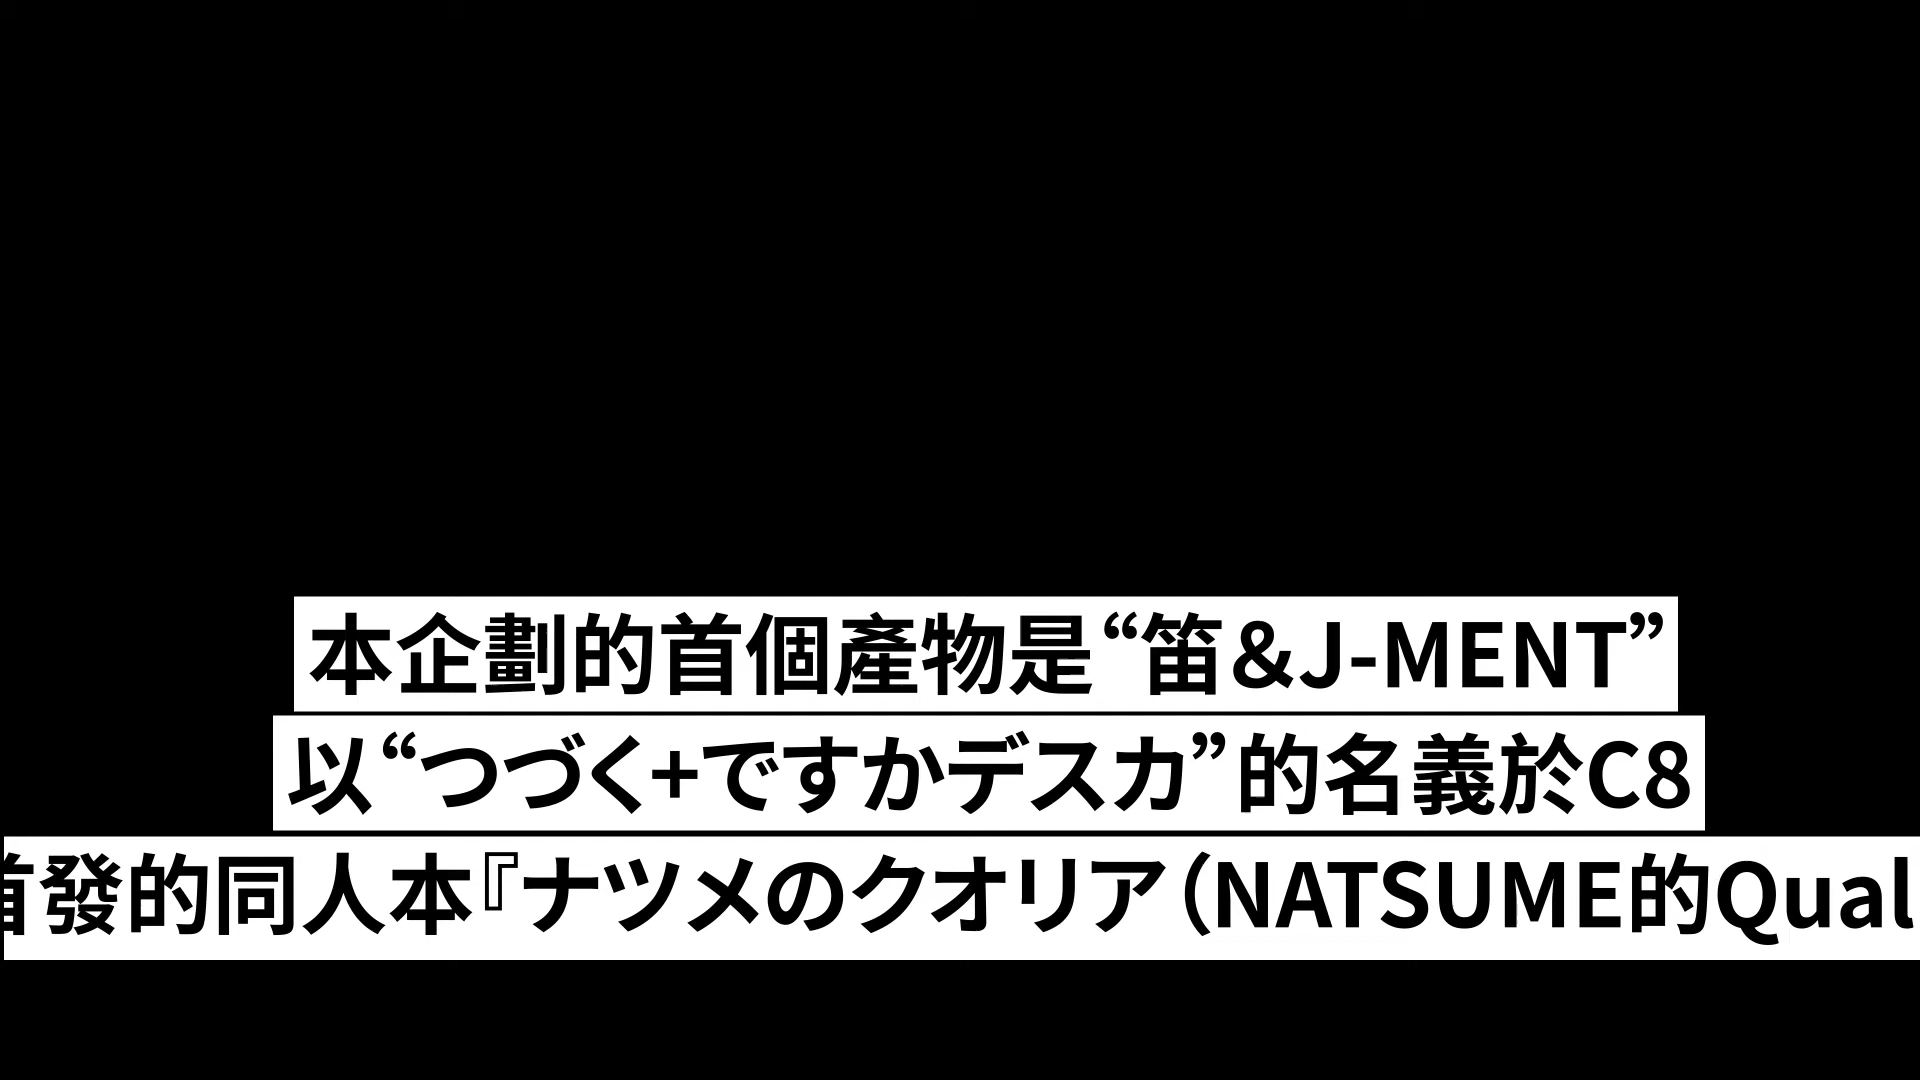 本企劃的首個產物是“笛&J-MENT”
以“つづく+ですかデスカ”的名義於C8
首發的同人本『ナツメのクオリア（NATSUME的Qual